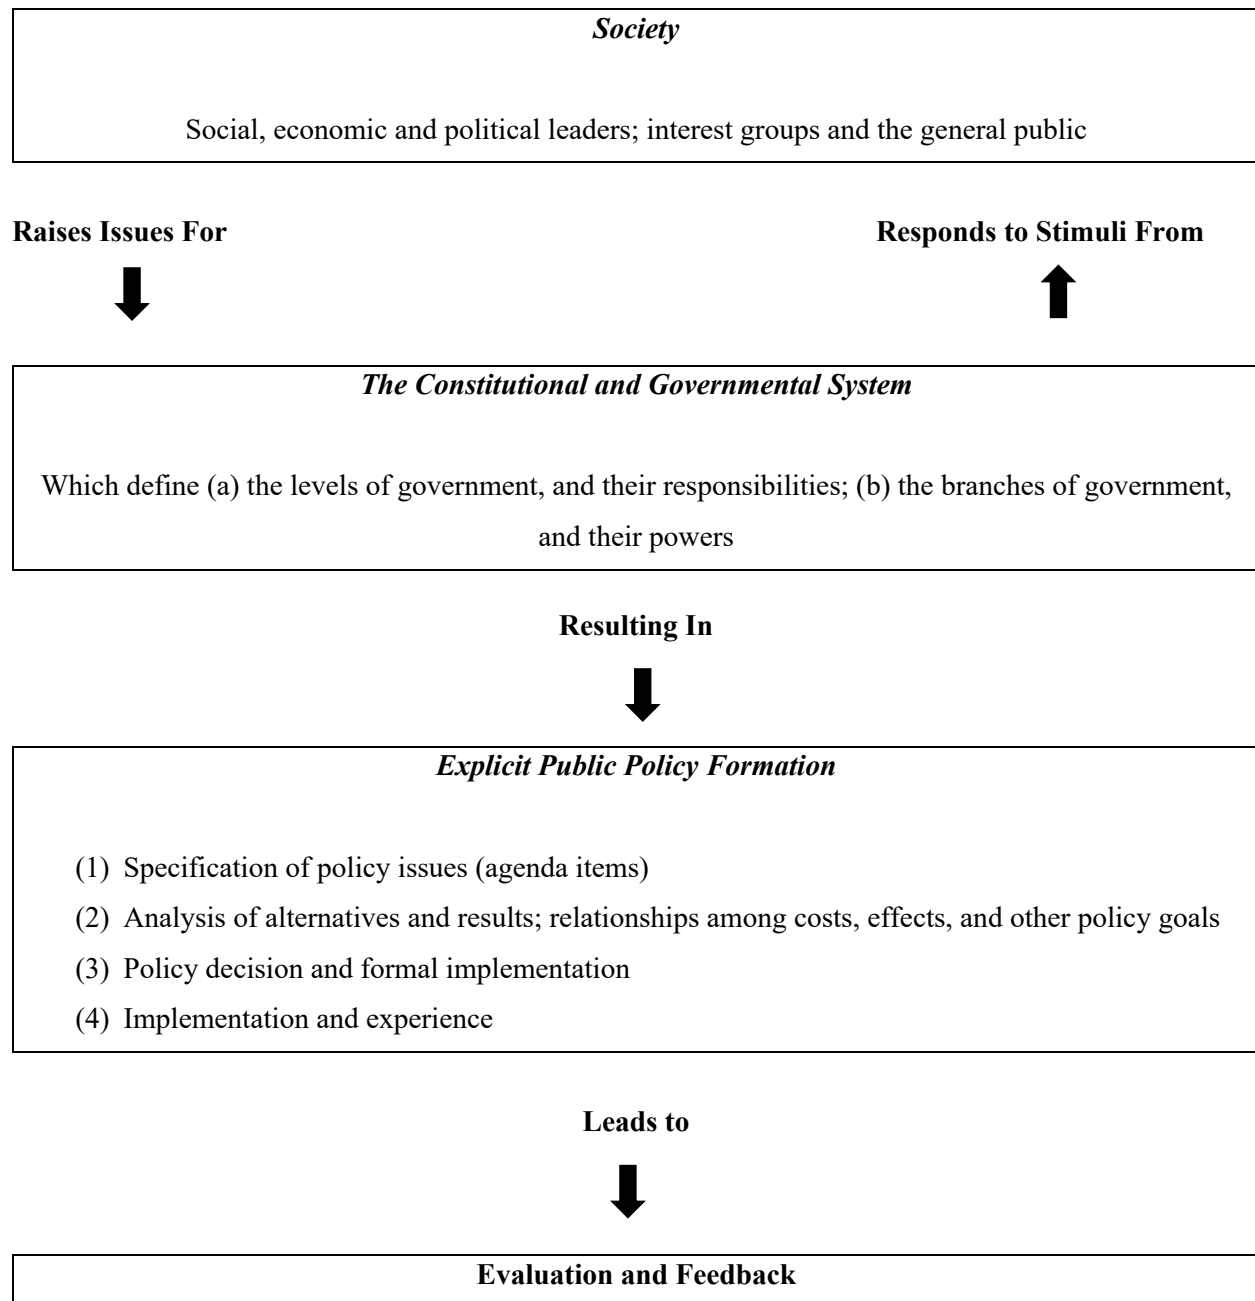 Society
Social, economic and political leaders; interest groups and the general public
Raises Issues For
Responds to Stimuli From
The Constitutional and Governmental System
Which define (a) the levels of government, and their responsibilities; (b) the branches of government,
and their powers
Resulting In
Explicit Public Policy Formation
(1) Specification of policy issues (agenda items)
(2) Analysis of alternatives and results; relationships among costs, effects, and other policy goals
(3) Policy decision and formal implementation
(4) Implementation and experience
Leads to
Evaluation and Feedback